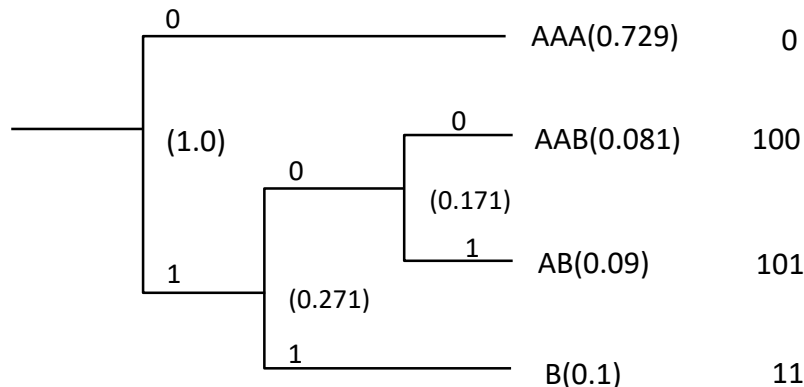 0 AAA(0.729) 0
(1.0) 0 AAB(0.081) 100
0 (0.171)
1 1 AB(0.09) 101
(0.271)
1 B(0.1) 11